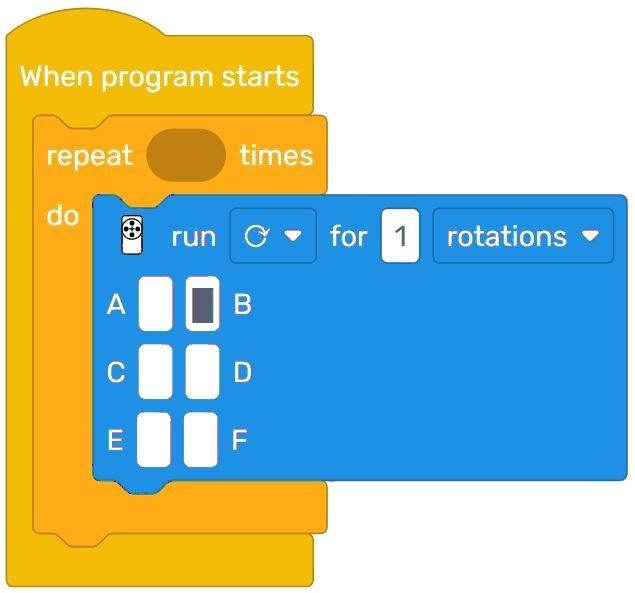 When program starts
repeat times
do
run for 1 rotations
A B
C D
E F